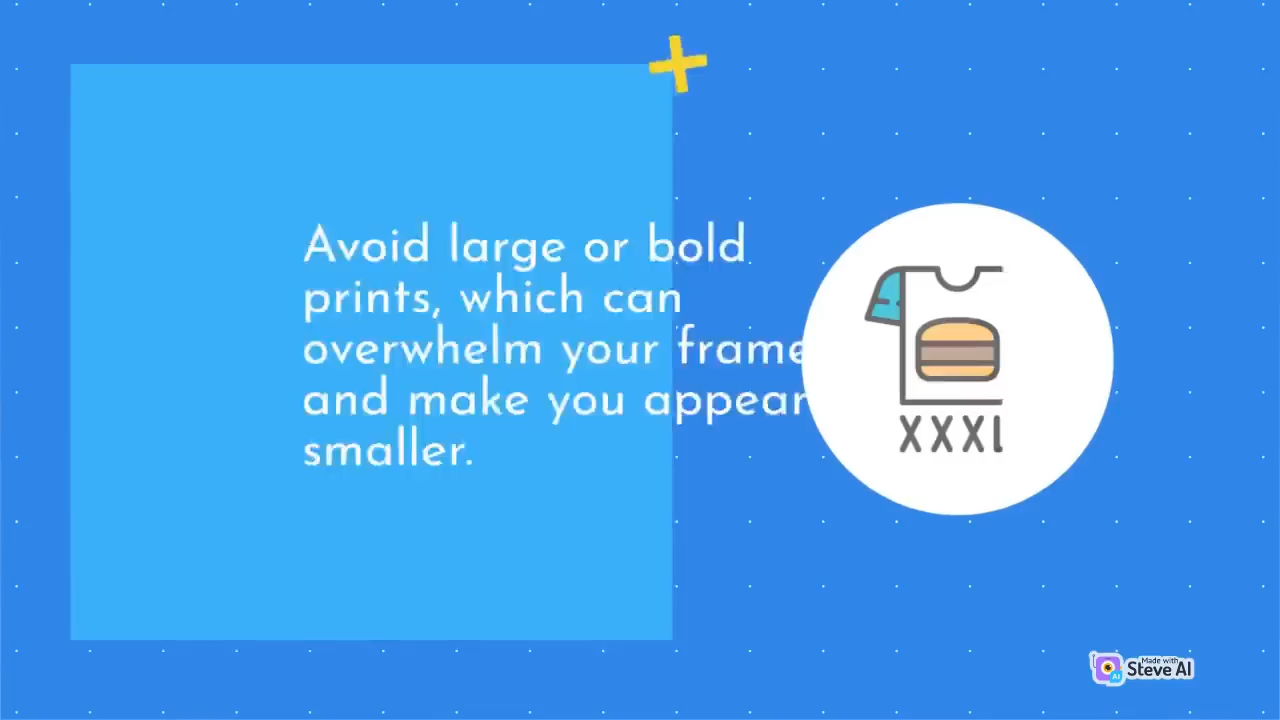 Avoid large or bold
prints, which can
overwhelm your frame
and make you appear
smaller.
XXXL
Made with
Steve AI
AI